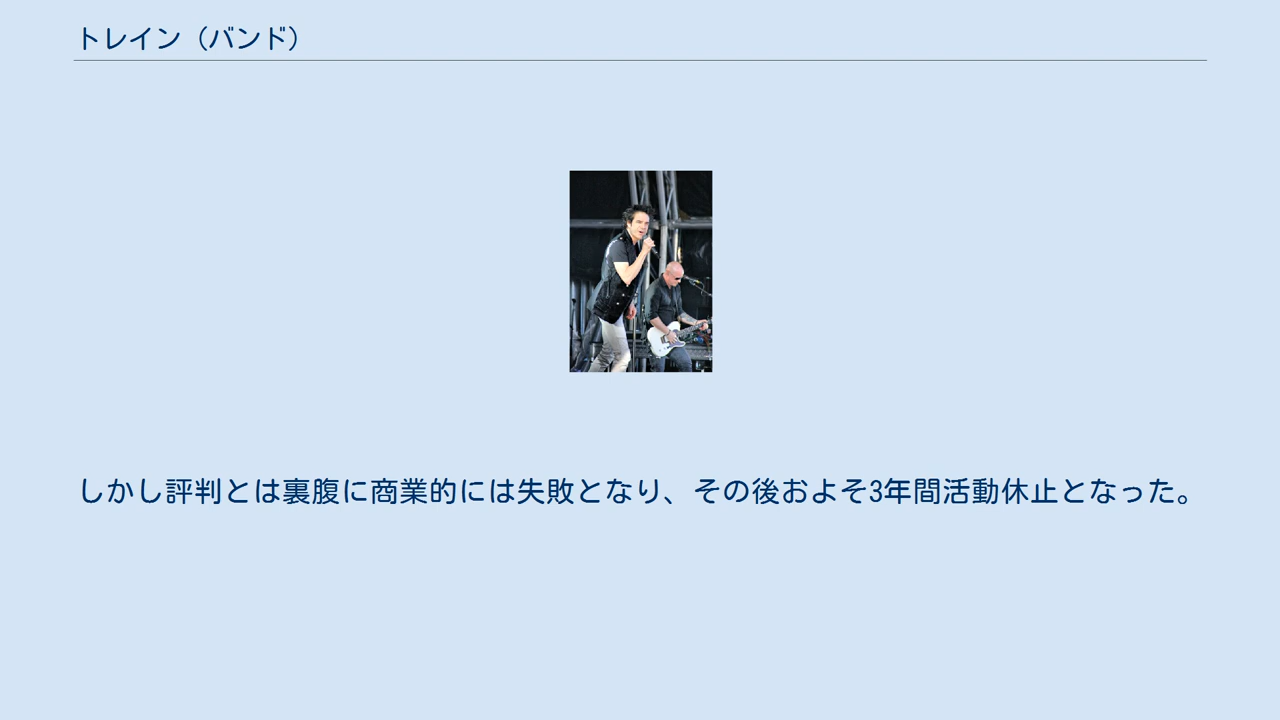 トレイン（バンド）
しかし評判とは裏腹に商業的には失敗となり、その後およそ3年間活動休止となった。